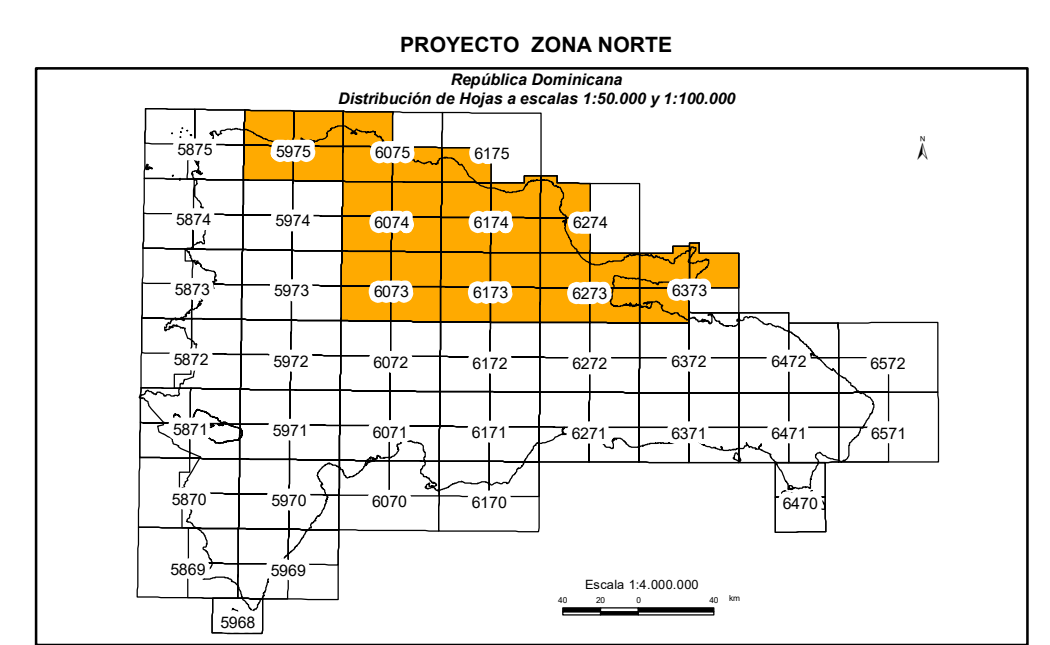 PROYECTO ZONA NORTE
República Dominicana
Distribución de Hojas a escalas 1:50.000 y 1:100.000
N
5875 5975 6075 6175
5874 5974 6074 6174 6274
5873 5973 6073 6173 6273 6373
5872 5972 6072 6172 6272 6372 6472 6572
5871 5971 6071 6171 6271 6371 6471 6571
5870 5970 6070 6170 6470
5869 5969
5968
Escala 1:4.000.000
40 20 0 40 km